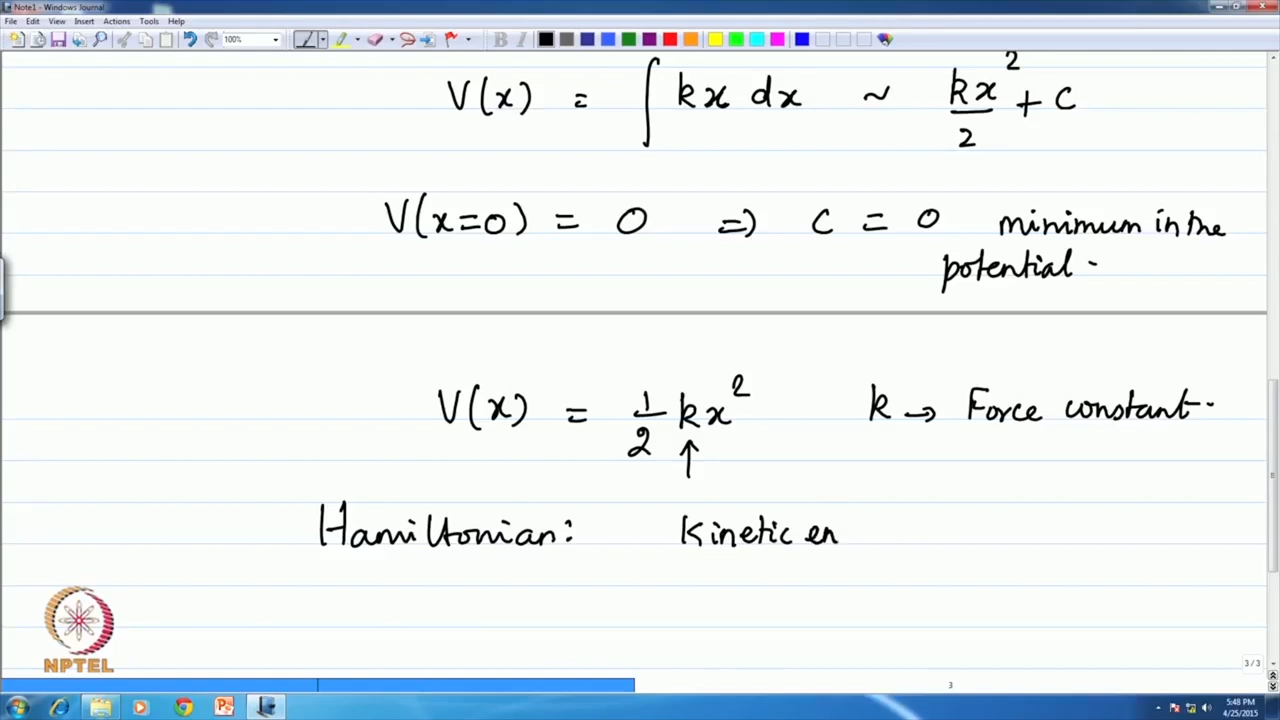 Note1 - Windows Journal
File Edit View Insert Actions Tools Help
100%
V(x) = ∫ kx dx ~ kx²/2 + C
V(x=0) = 0 => C = 0 minimum in the
potential.
V(x) = 1/2 kx² k → Force constant.
↑
Hamiltonian: Kinetic en
NPTEL
3/3
3
5:48 PM
4/25/2015